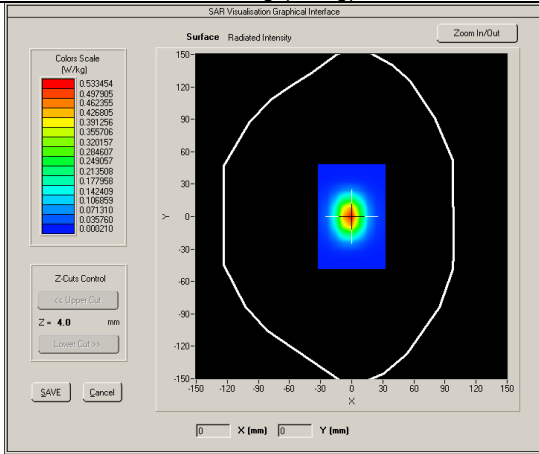 SAR Visualisation Graphical Interface
Surface Radiated Intensity
Zoom In/Out
Colors Scale
(W/kg)
0.533454
0.497905
0.462355
0.426805
0.391256
0.355706
0.320157
0.284607
0.249057
0.213508
0.177958
0.142409
0.106859
0.071310
0.035760
0.000210
Z-Cuts Control
<< Upper Cut
Z = 4.0 mm
Lower Cut >>
SAVE Cancel
150
120
90
60
30
0
-30
-60
-90
-120
-150
Y
-150 -120 -90 -60 -30 0 30 60 90 120 150
X
0 X (mm) 0 Y (mm)